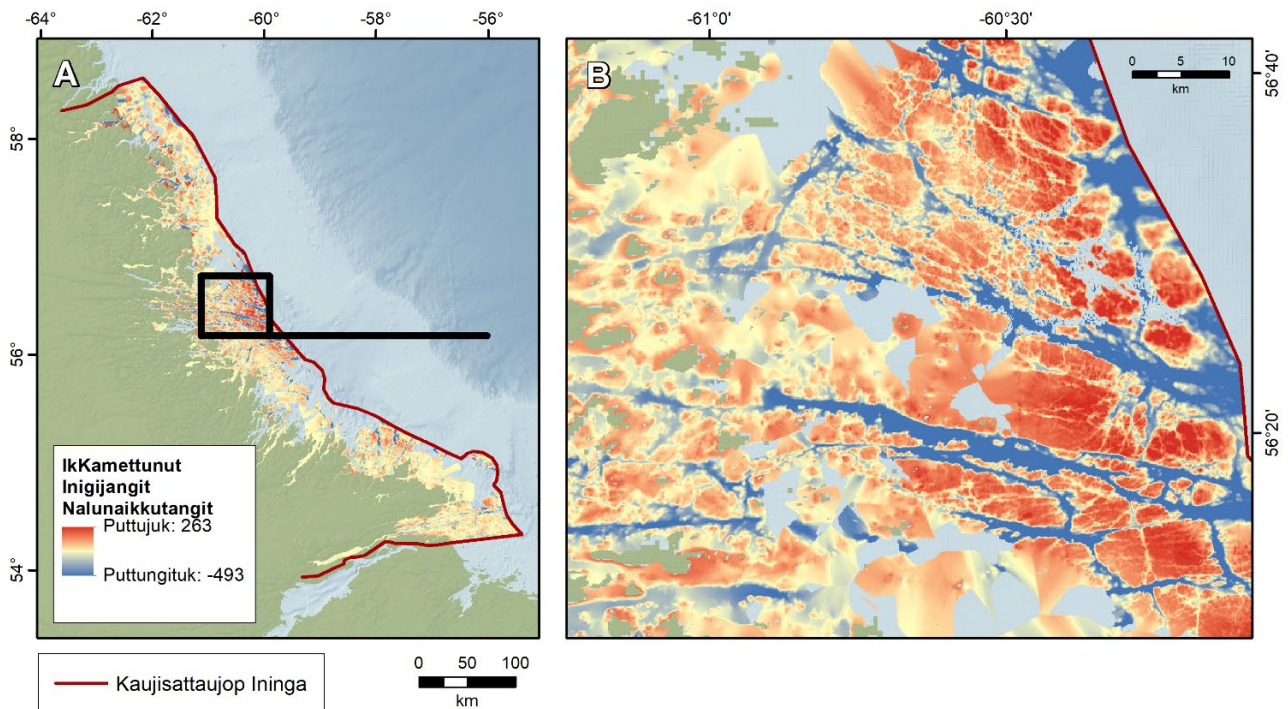 -64° -62° -60° -58° -56°
A
58°
56°
54°
IkKamettunut
Inigijangit
Nalunaikkutangit
Puttujuk: 263
Puttungituk: -493
Kaujisattaujop Ininga
0 50 100
km
-61°0' -60°30'
B
0 5 10
km
56°40'
56°20'